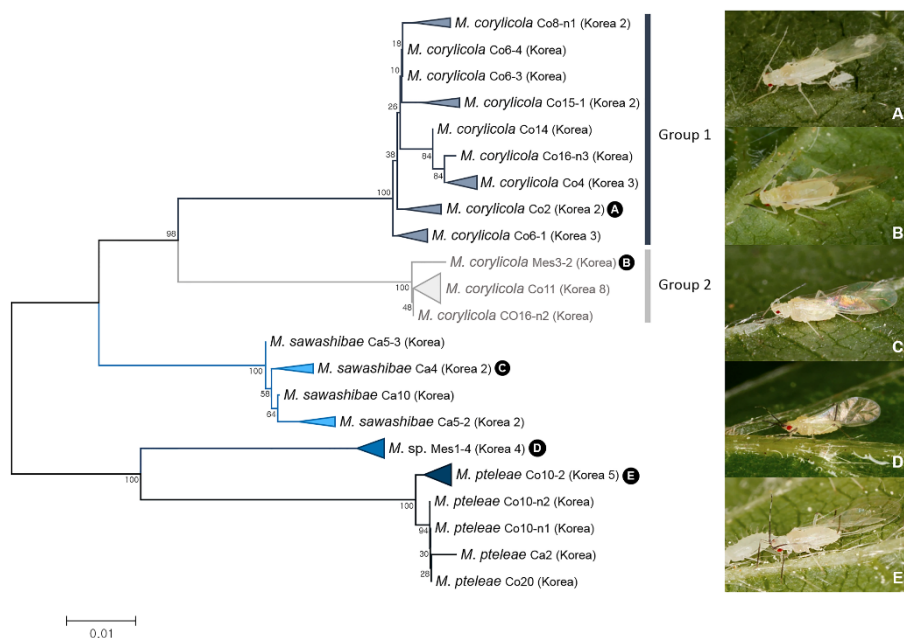 M. corylicola Co8-n1 (Korea 2)
18
M. corylicola Co6-4 (Korea)
10
M. corylicola Co6-3 (Korea)
26
M. corylicola Co15-1 (Korea 2)
M. corylicola Co14 (Korea)
Group 1
38
84
M. corylicola Co16-n3 (Korea)
84
M. corylicola Co4 (Korea 3)
100
M. corylicola Co2 (Korea 2) A
M. corylicola Co6-1 (Korea 3)
98
M. corylicola Mes3-2 (Korea) B
100
M. corylicola Co11 (Korea 8)
Group 2
48
M. corylicola CO16-n2 (Korea)
M. sawashibae Ca5-3 (Korea)
100
M. sawashibae Ca4 (Korea 2) C
58
M. sawashibae Ca10 (Korea)
64
M. sawashibae Ca5-2 (Korea 2)
M. sp. Mes1-4 (Korea 4) D
100
M. pteleae Co10-2 (Korea 5) E
100
M. pteleae Co10-n2 (Korea)
94
M. pteleae Co10-n1 (Korea)
30
M. pteleae Ca2 (Korea)
28
M. pteleae Co20 (Korea)
0.01
A
B
C
D
E